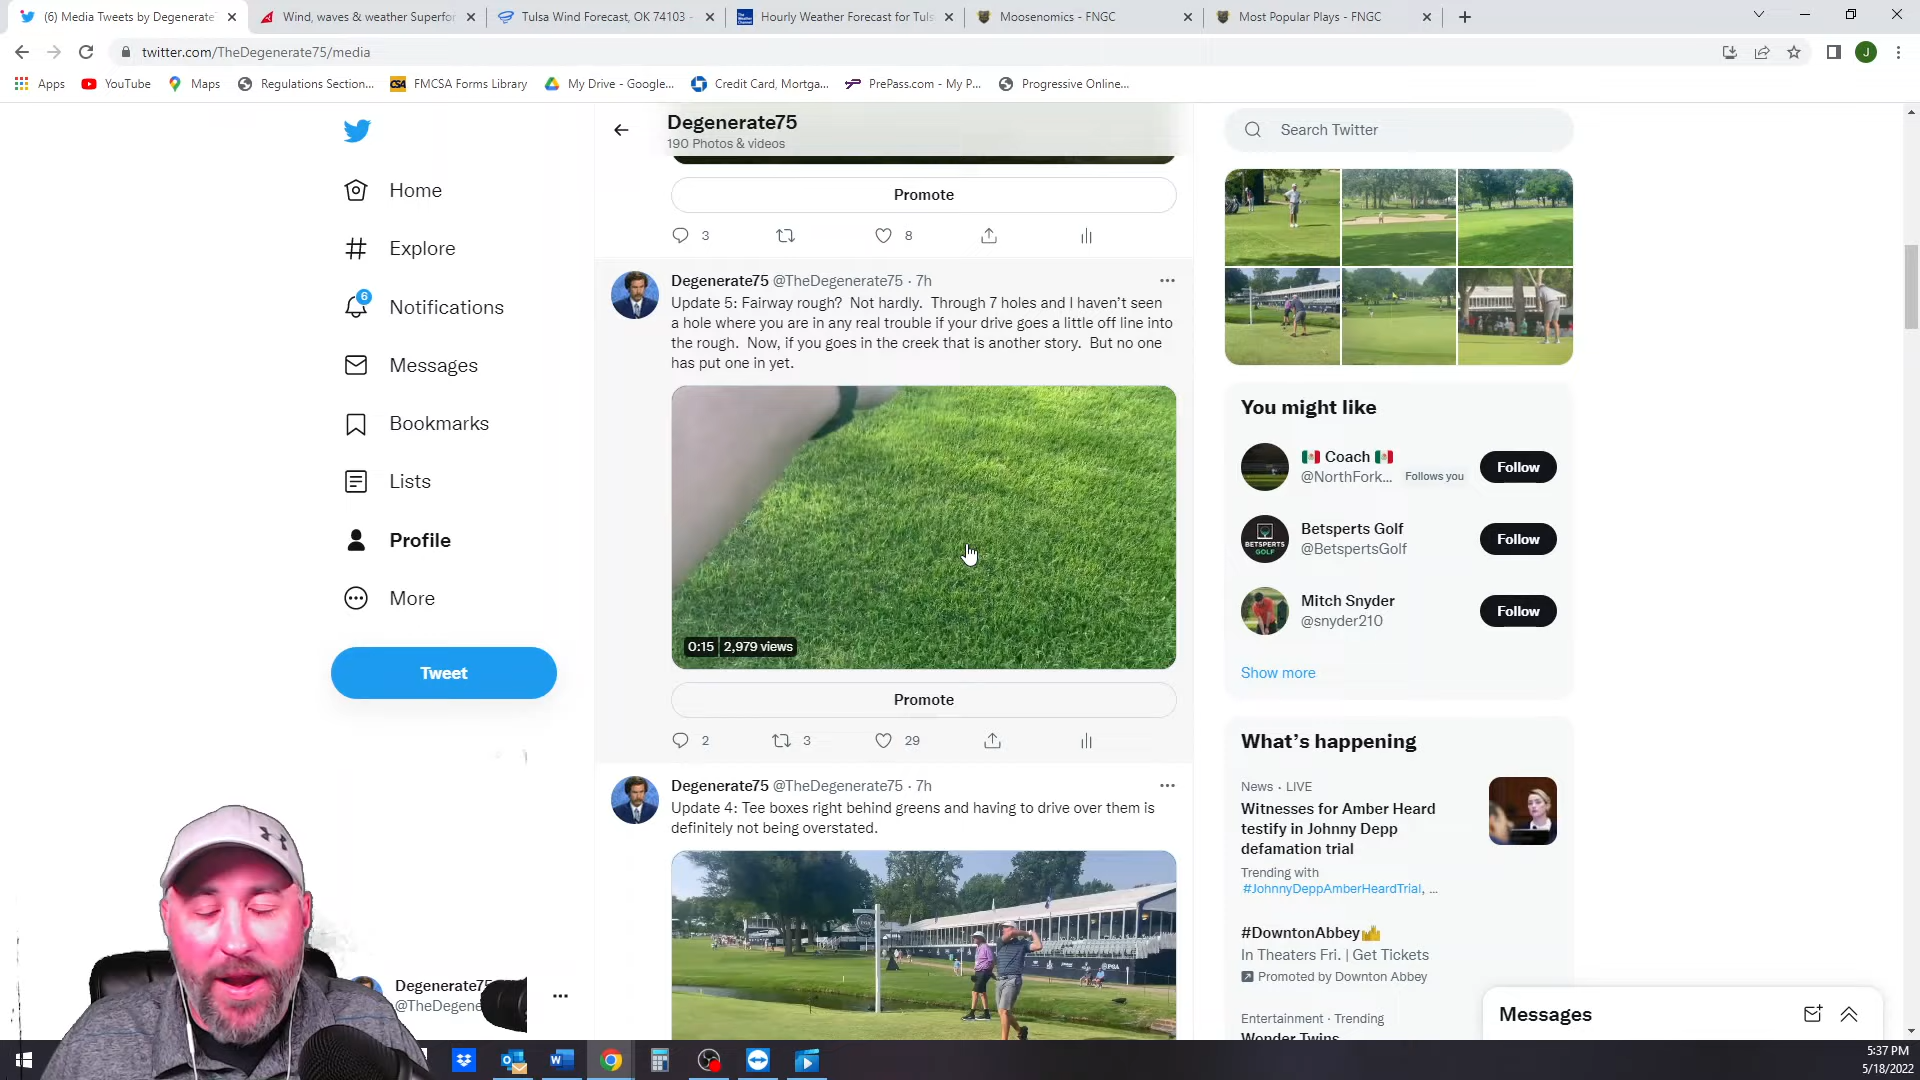 (6) Media Tweets by Degenerate
Wind, waves & weather Superfor
Tulsa Wind Forecast, OK 74103 -
Hourly Weather Forecast for Tuls
Moosenomics - FNGC
Most Popular Plays - FNGC
twitter.com/TheDegenerate75/media
J
Apps
YouTube
Maps
Regulations Section...
CSA
FMCSA Forms Library
My Drive - Google...
Credit Card, Mortga...
PrePass.com - My P...
Progressive Online...
Home
Explore
6
Notifications
Messages
Bookmarks
Lists
Profile
More
Tweet
Degenerate75
@TheDegene
Degenerate75
190 Photos & videos
Promote
3
8
Degenerate75 @TheDegenerate75 · 7h
Update 5: Fairway rough? Not hardly. Through 7 holes and I haven't seen
a hole where you are in any real trouble if your drive goes a little off line into
the rough. Now, if you goes in the creek that is another story. But no one
has put one in yet.
0:15 2,979 views
Promote
2
3
29
Degenerate75 @TheDegenerate75 · 7h
Update 4: Tee boxes right behind greens and having to drive over them is
definitely not being overstated.
PGA
Search Twitter
You might like
🇲🇽 Coach 🇲🇽
@NorthFork... Follows you
Follow
BETSPERTS
GOLF
Betsperts Golf
@BetspertsGolf
Follow
Mitch Snyder
@snyder210
Follow
Show more
What's happening
News · LIVE
Witnesses for Amber Heard
testify in Johnny Depp
defamation trial
Trending with
#JohnnyDeppAmberHeardTrial, ...
#DowntonAbbey
In Theaters Fri. | Get Tickets
Promoted by Downton Abbey
Entertainment · Trending
Wonder Twins
Messages
5:37 PM
5/18/2022